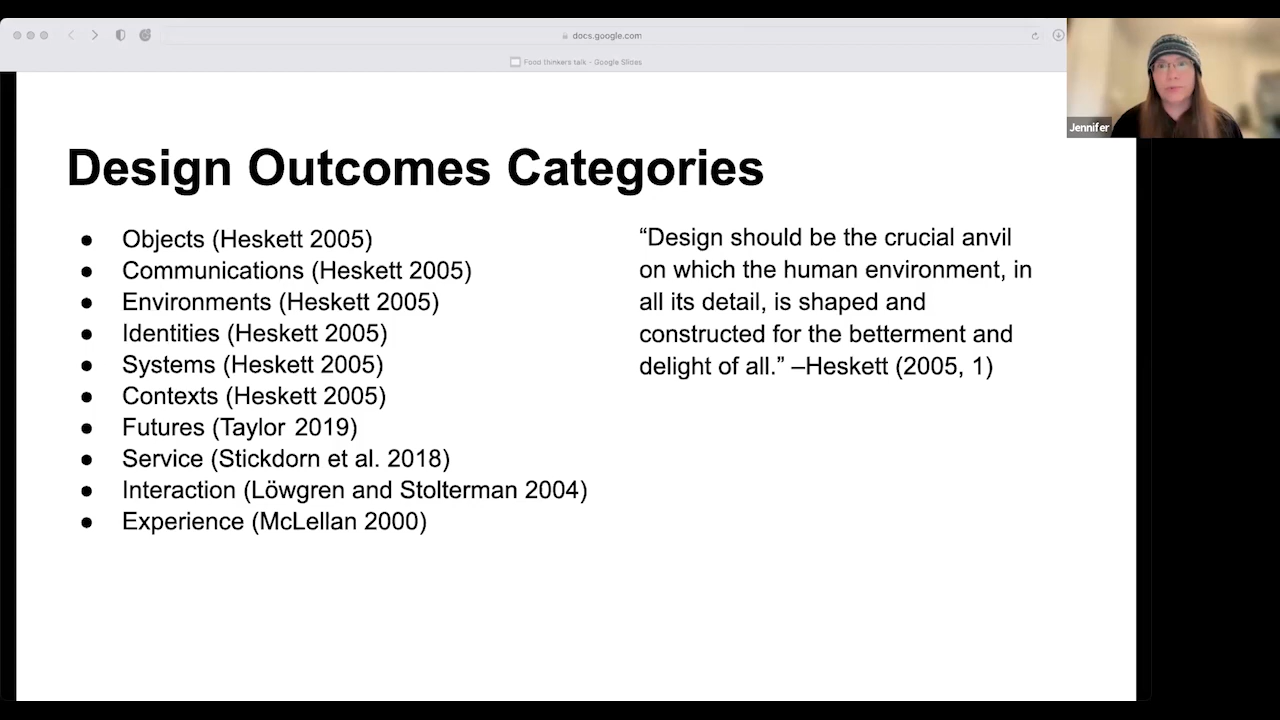 docs.google.com
Food thinkers talk - Google Slides
Jennifer
Design Outcomes Categories
● Objects (Heskett 2005)
● Communications (Heskett 2005)
● Environments (Heskett 2005)
● Identities (Heskett 2005)
● Systems (Heskett 2005)
● Contexts (Heskett 2005)
● Futures (Taylor 2019)
● Service (Stickdorn et al. 2018)
● Interaction (Löwgren and Stolterman 2004)
● Experience (McLellan 2000)
“Design should be the crucial anvil
on which the human environment, in
all its detail, is shaped and
constructed for the betterment and
delight of all.” –Heskett (2005, 1)